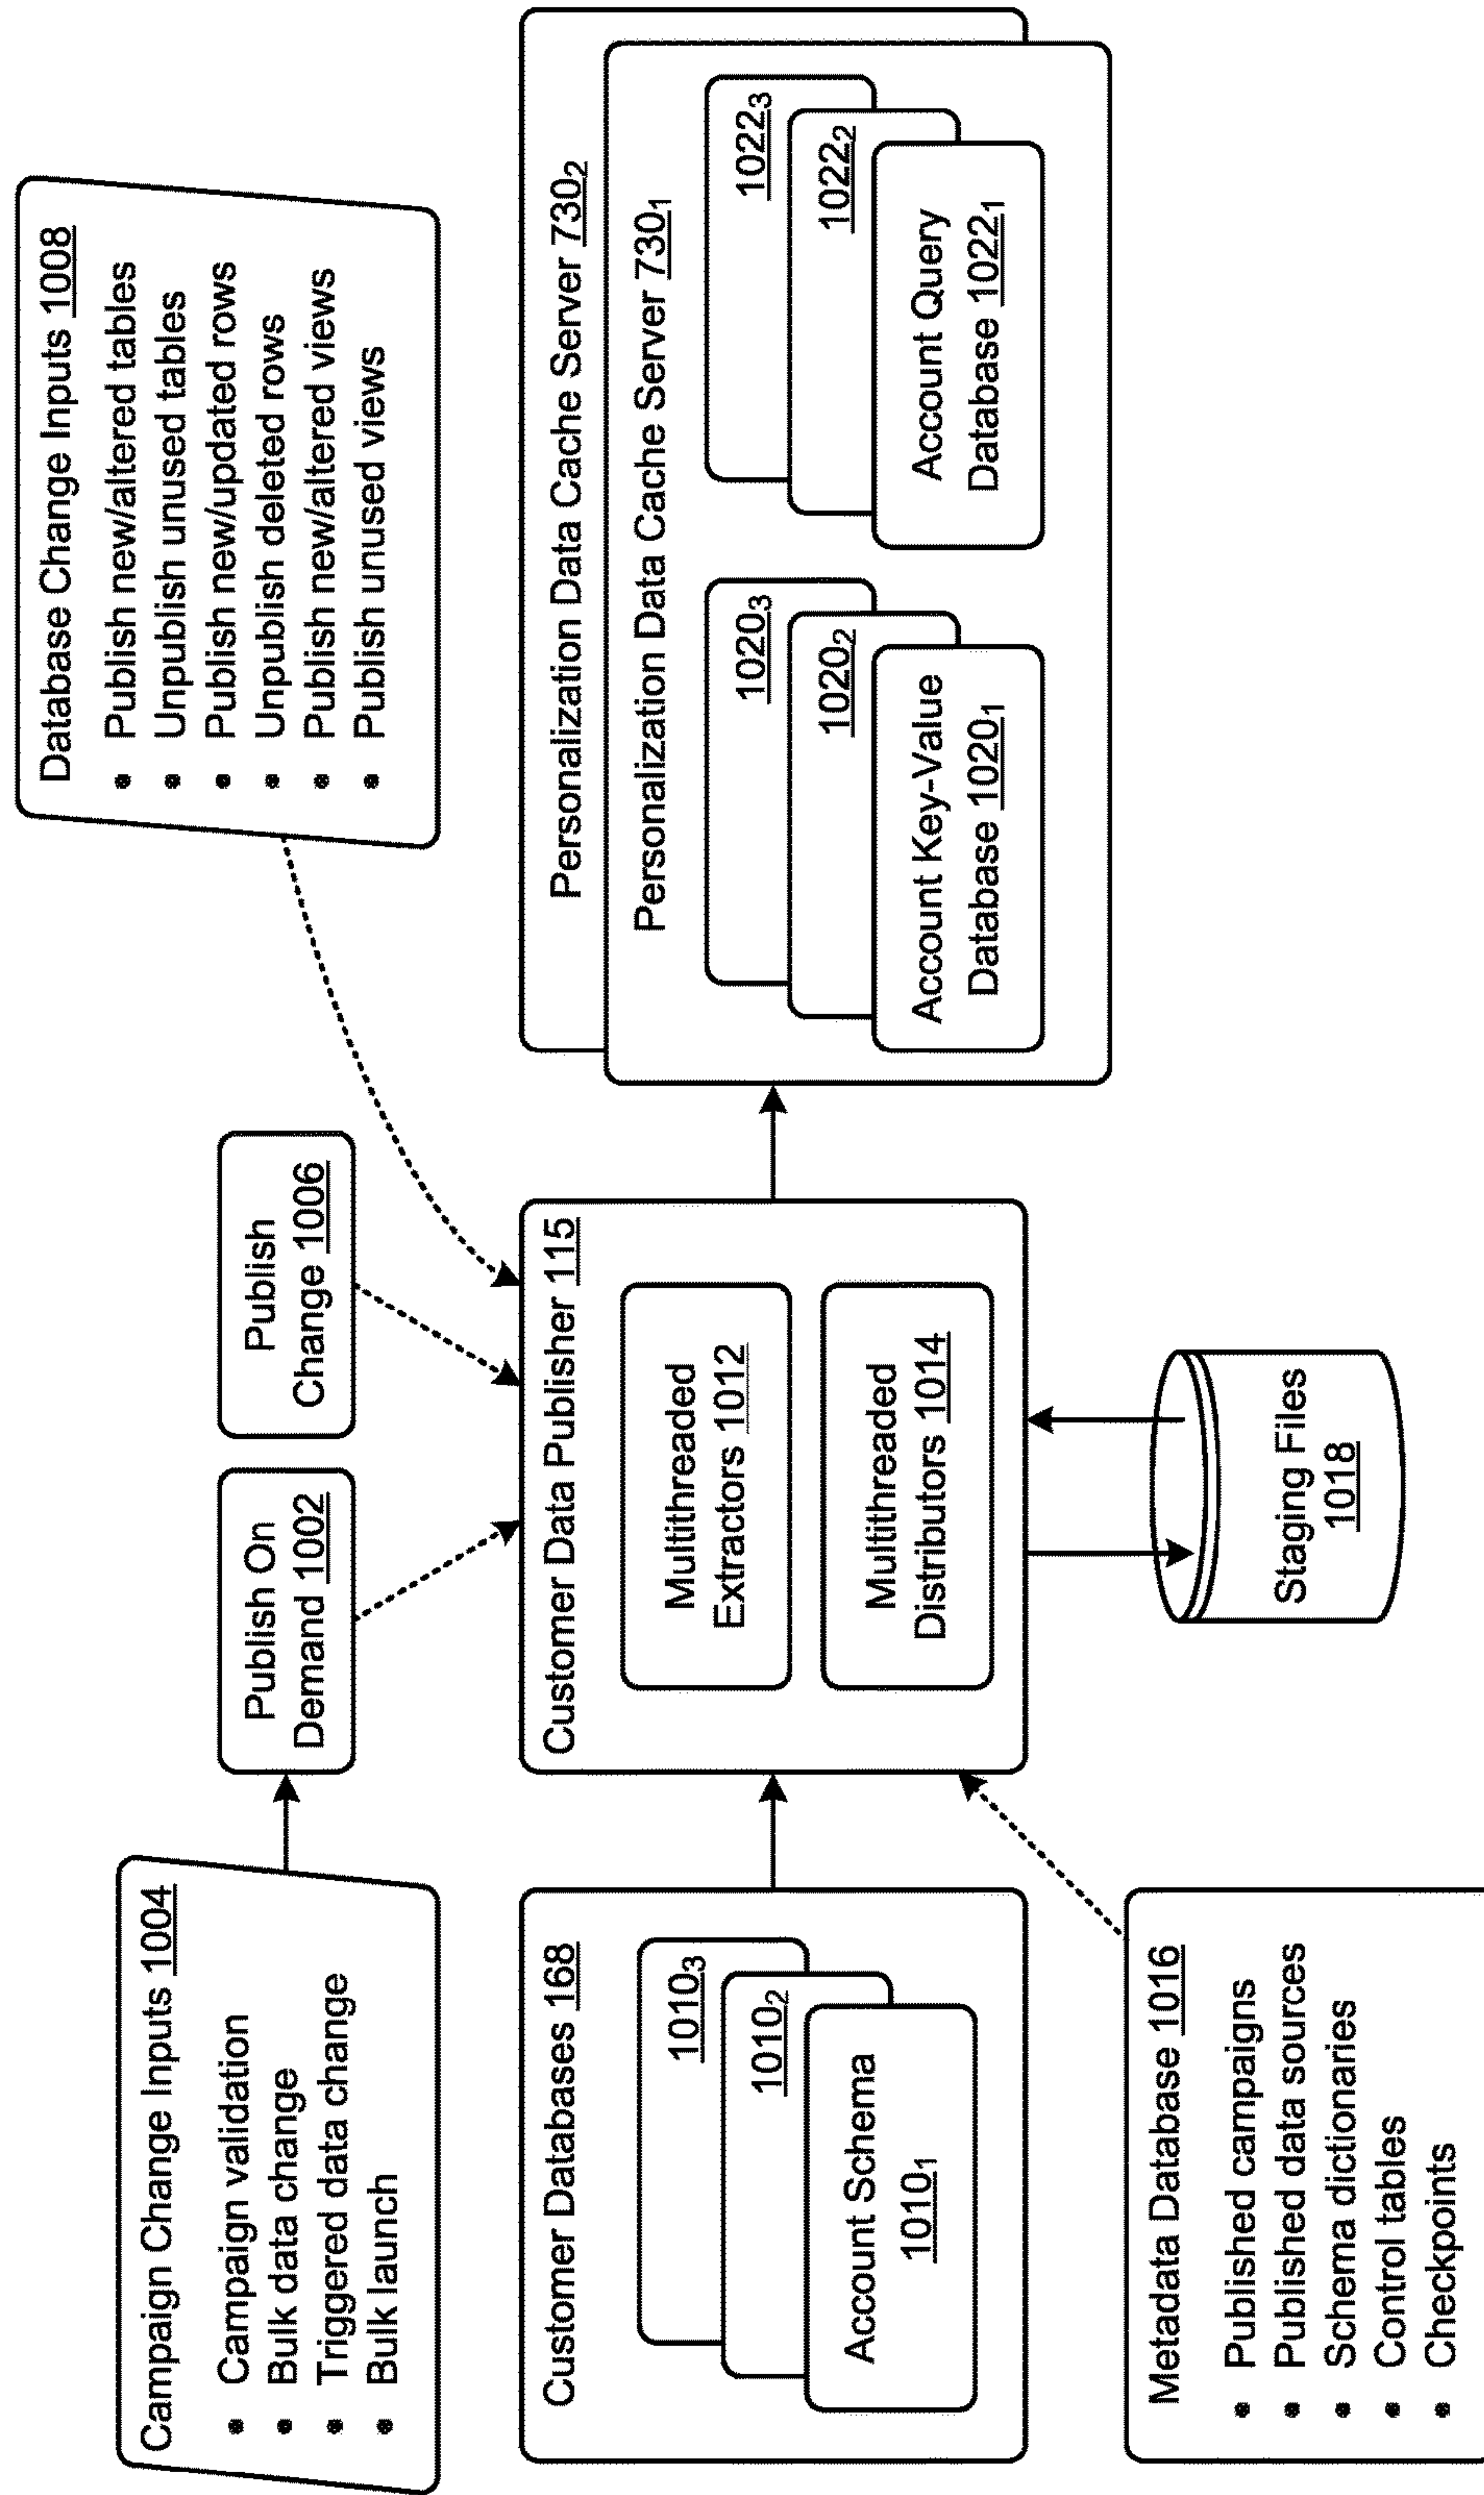 Campaign Change Inputs 1004
• Campaign validation
• Bulk data change
• Triggered data change
• Bulk launch
Publish On
Demand 1002
Publish
Change 1006
Database Change Inputs 1008
• Publish new/altered tables
• Unpublish unused tables
• Publish new/updated rows
• Unpublish deleted rows
• Publish new/altered views
• Publish unused views
Customer Databases 168
1010₃
1010₂
Account Schema
1010₁
Customer Data Publisher 115
Multithreaded
Extractors 1012
Multithreaded
Distributors 1014
Personalization Data Cache Server 730₂
Personalization Data Cache Server 730₁
1020₃
1020₂
Account Key-Value
Database 1020₁
1022₃
1022₂
Account Query
Database 1022₁
Metadata Database 1016
• Published campaigns
• Published data sources
• Schema dictionaries
• Control tables
• Checkpoints
Staging Files
1018